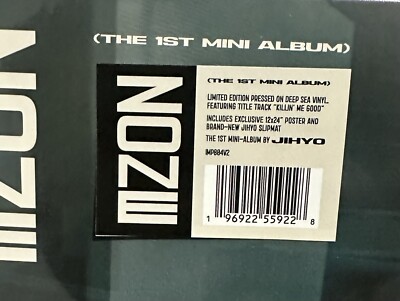 (THE 1ST MINI ALBUM)
ZONE
ZONE
(THE 1ST MINI ALBUM)
LIMITED EDITION PRESSED ON DEEP SEA VINYL,
FEATURING TITLE TRACK "KILLIN' ME GOOD"
INCLUDES EXCLUSIVE 12x24" POSTER AND
BRAND-NEW JIHYO SLIPMAT
THE 1ST MINI-ALBUM BY JIHYO
IMP884V2
1 96922 55922 8